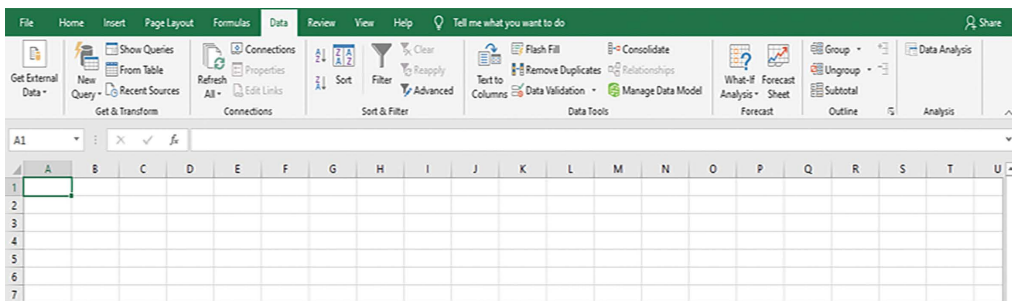 File Home Insert Page Layout Formulas Data Review View Help Tell me what you want to do Share
Get External Data
New Query
Show Queries
From Table
Recent Sources
Get & Transform
Refresh All
Connections
Properties
Edit Links
Connections
Sort
Filter
Clear
Reapply
Advanced
Sort & Filter
Text to Columns
Flash Fill
Remove Duplicates
Data Validation
Consolidate
Relationships
Manage Data Model
Data Tools
What-If Analysis
Forecast Sheet
Forecast
Group
Ungroup
Subtotal
Outline
Data Analysis
Analysis
A1 fx
A B C D E F G H I J K L M N O P Q R S T U
1
2
3
4
5
6
7